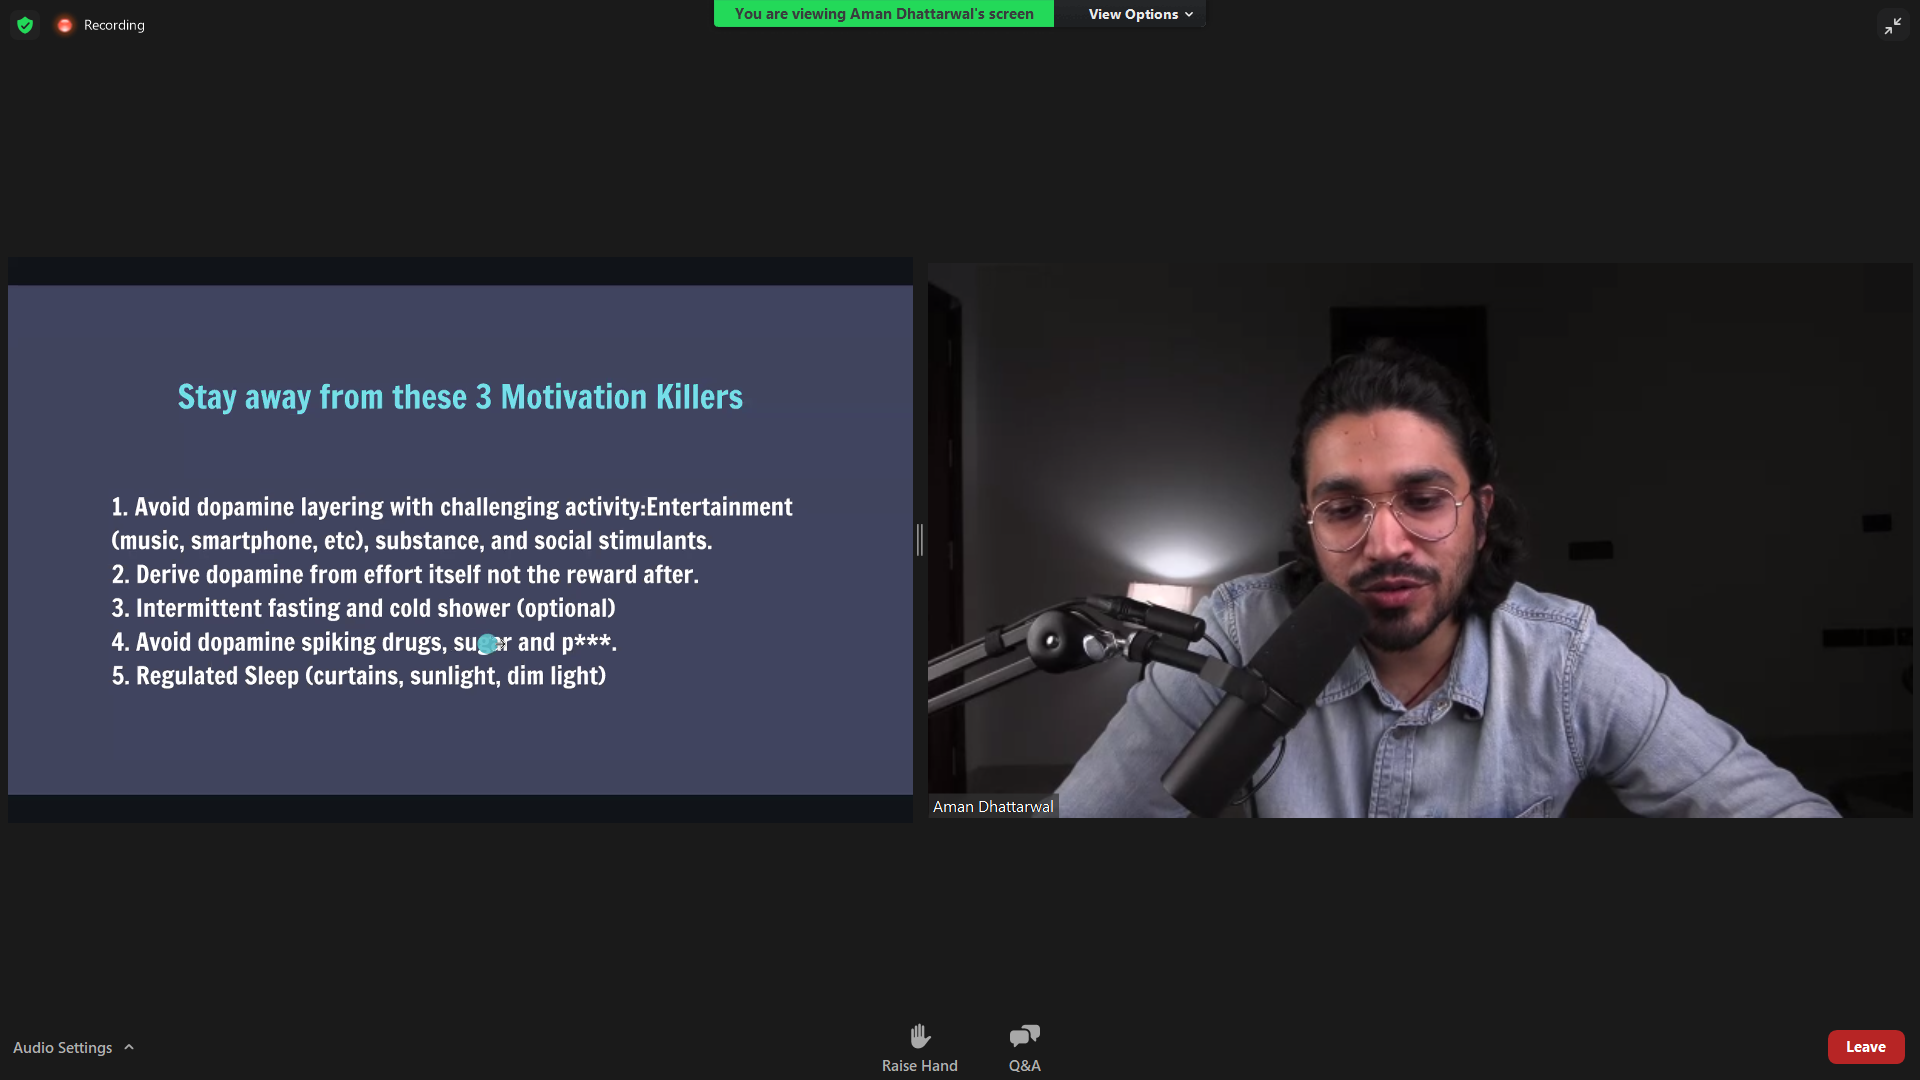 Recording
You are viewing Aman Dhattarwal's screen
View Options
Stay away from these 3 Motivation Killers
1. Avoid dopamine layering with challenging activity:Entertainment
(music, smartphone, etc), substance, and social stimulants.
2. Derive dopamine from effort itself not the reward after.
3. Intermittent fasting and cold shower (optional)
4. Avoid dopamine spiking drugs, sugar and p***.
5. Regulated Sleep (curtains, sunlight, dim light)
Aman Dhattarwal
Audio Settings
Raise Hand
Q&A
Leave